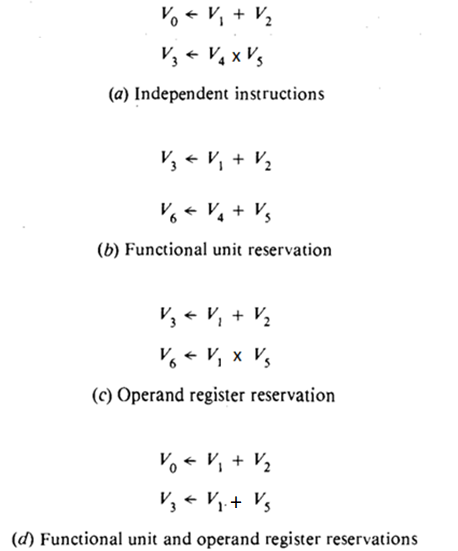 V₀ ← V₁ + V₂
V₃ ← V₄ x V₅
(a) Independent instructions
V₃ ← V₁ + V₂
V₆ ← V₄ + V₅
(b) Functional unit reservation
V₃ ← V₁ + V₂
V₆ ← V₁ x V₅
(c) Operand register reservation
V₀ ← V₁ + V₂
V₃ ← V₁ + V₅
(d) Functional unit and operand register reservations